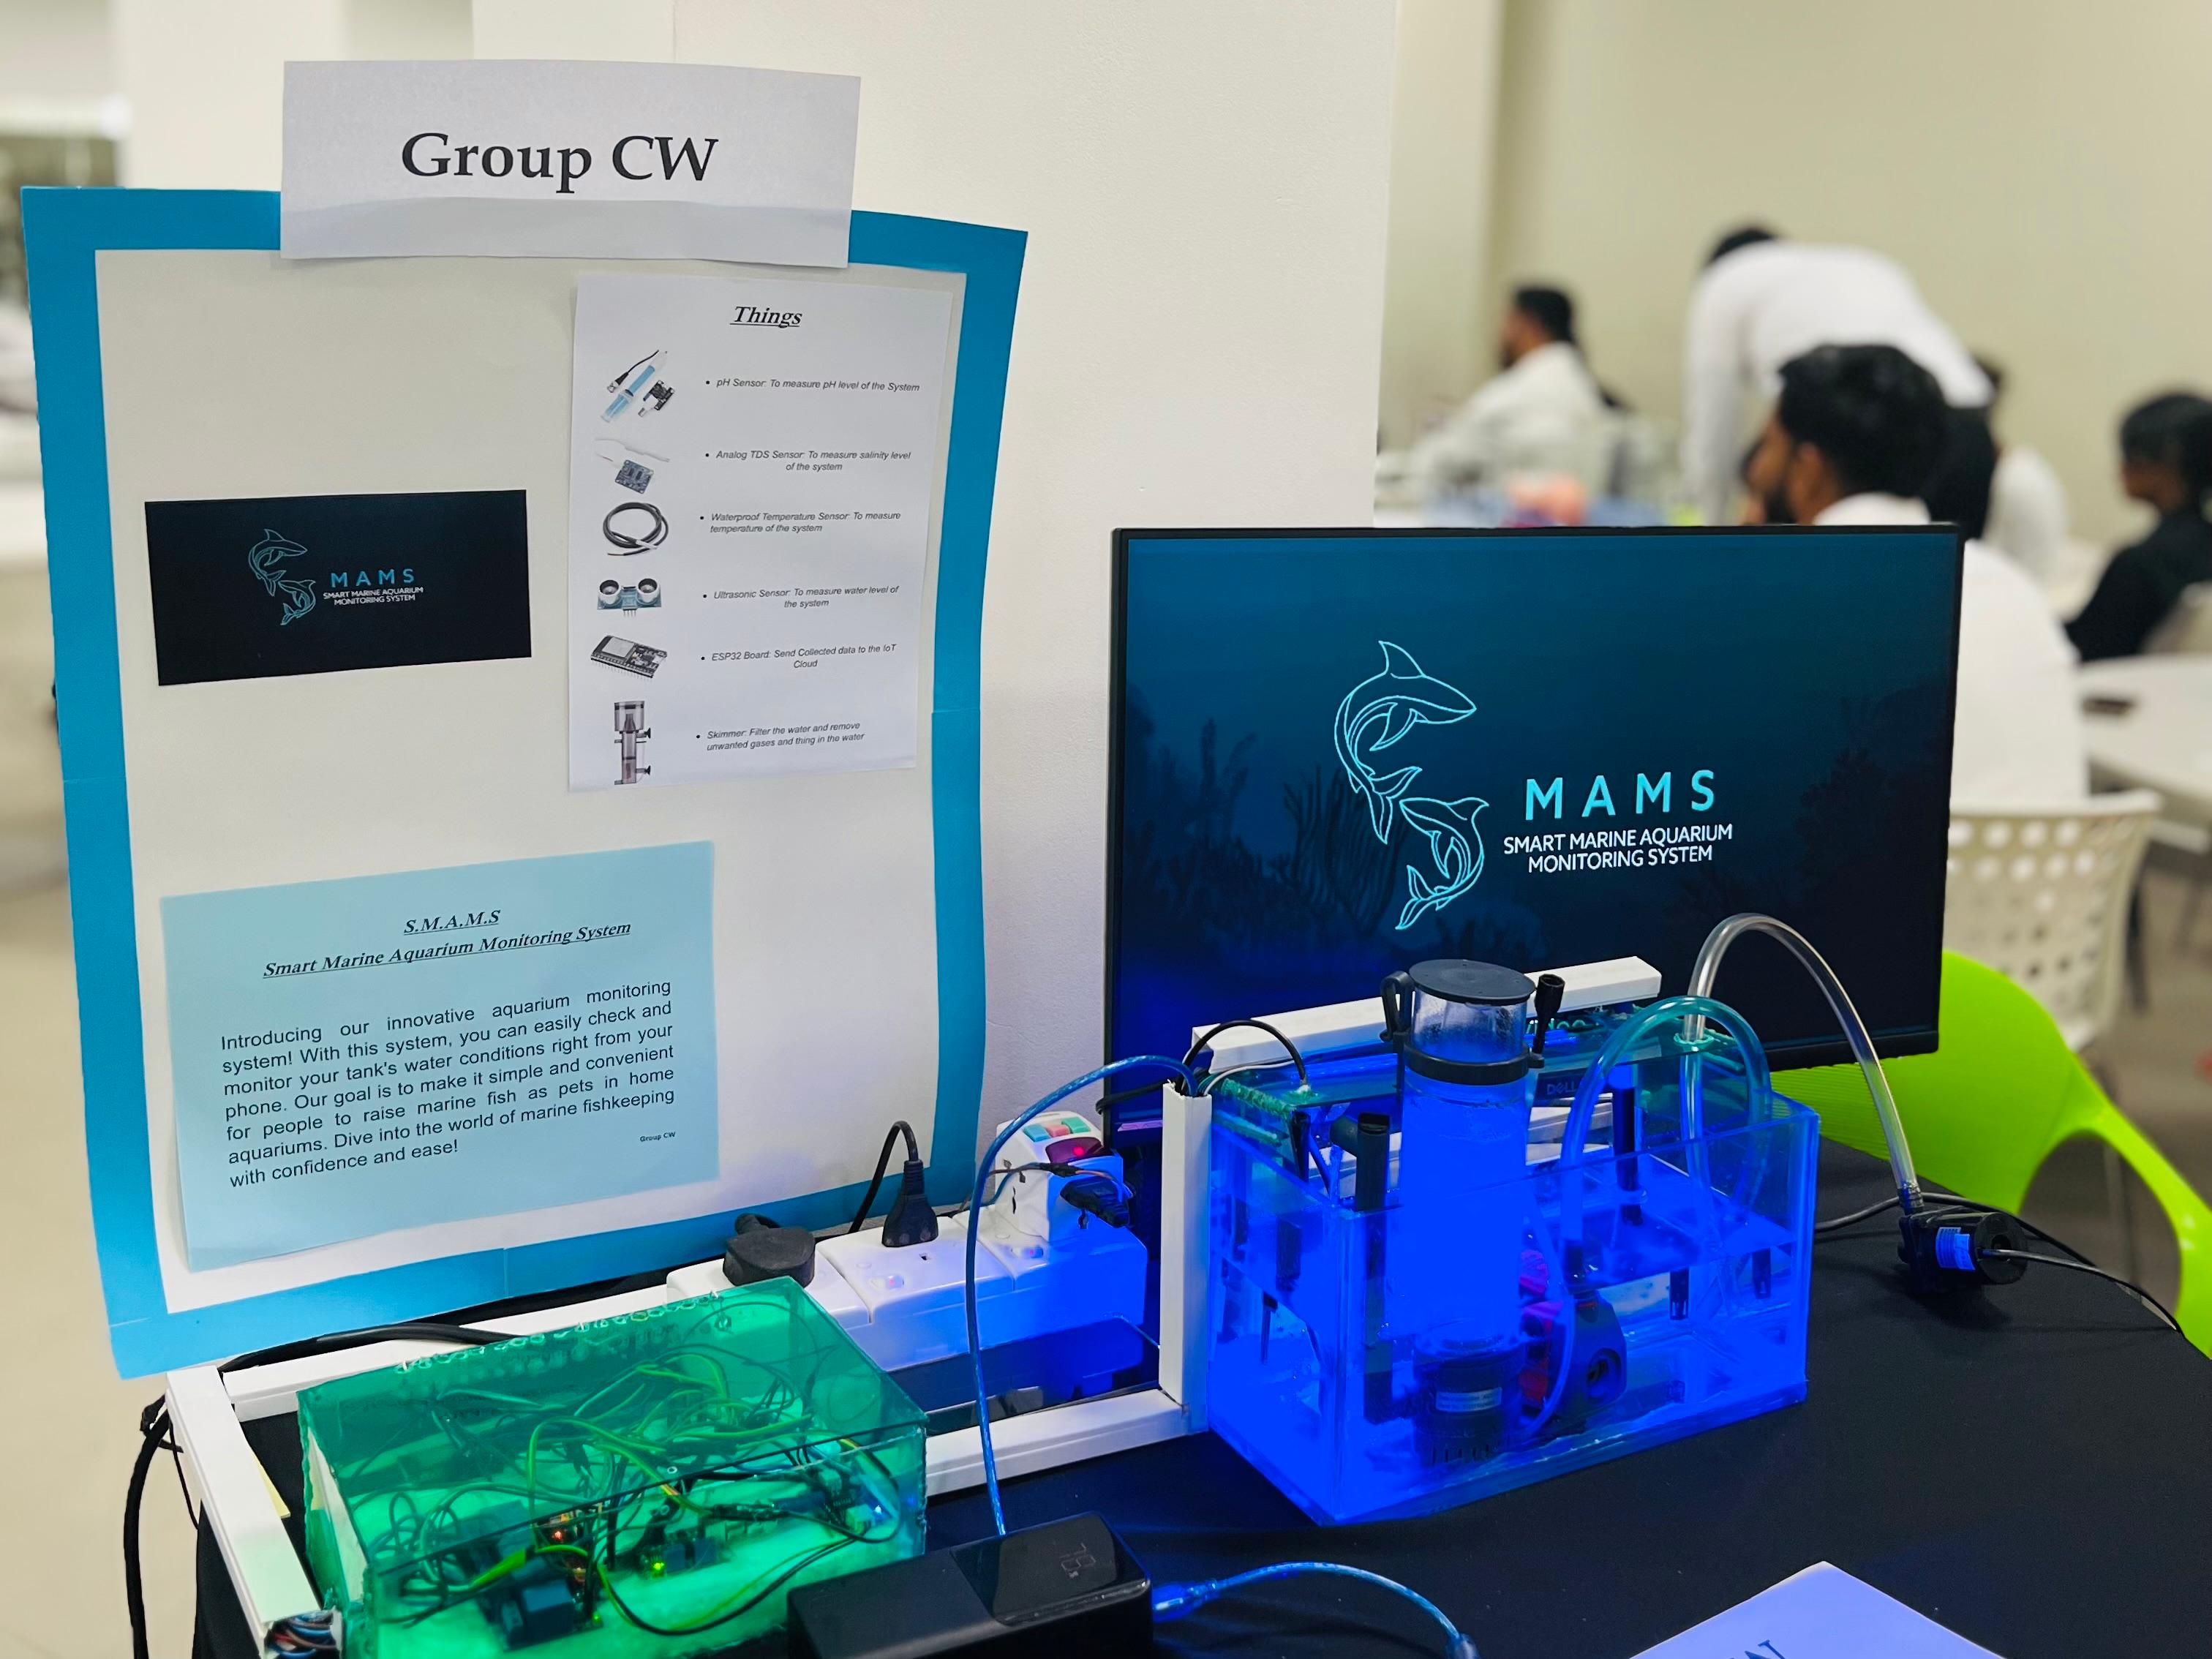 Group CW
Things
• pH Sensor: To measure pH level of the System
• Analog TDS Sensor: To measure salinity level
of the system
• Waterproof Temperature Sensor: To measure
temperature of the system
• Ultrasonic Sensor: To measure water level of
the system
• ESP32 Board: Send Collected data to the IoT
Cloud
• Skimmer: Filter the water and remove
unwanted gases and thing in the water
MAMS
SMART MARINE AQUARIUM
MONITORING SYSTEM
S.M.A.M.S
Smart Marine Aquarium Monitoring System
Introducing our innovative aquarium monitoring
system! With this system, you can easily check and
monitor your tank's water conditions right from your
phone. Our goal is to make it simple and convenient
for people to raise marine fish as pets in home
aquariums. Dive into the world of marine fishkeeping
with confidence and ease!
Group CW
MAMS
SMART MARINE AQUARIUM
MONITORING SYSTEM
DELL
78